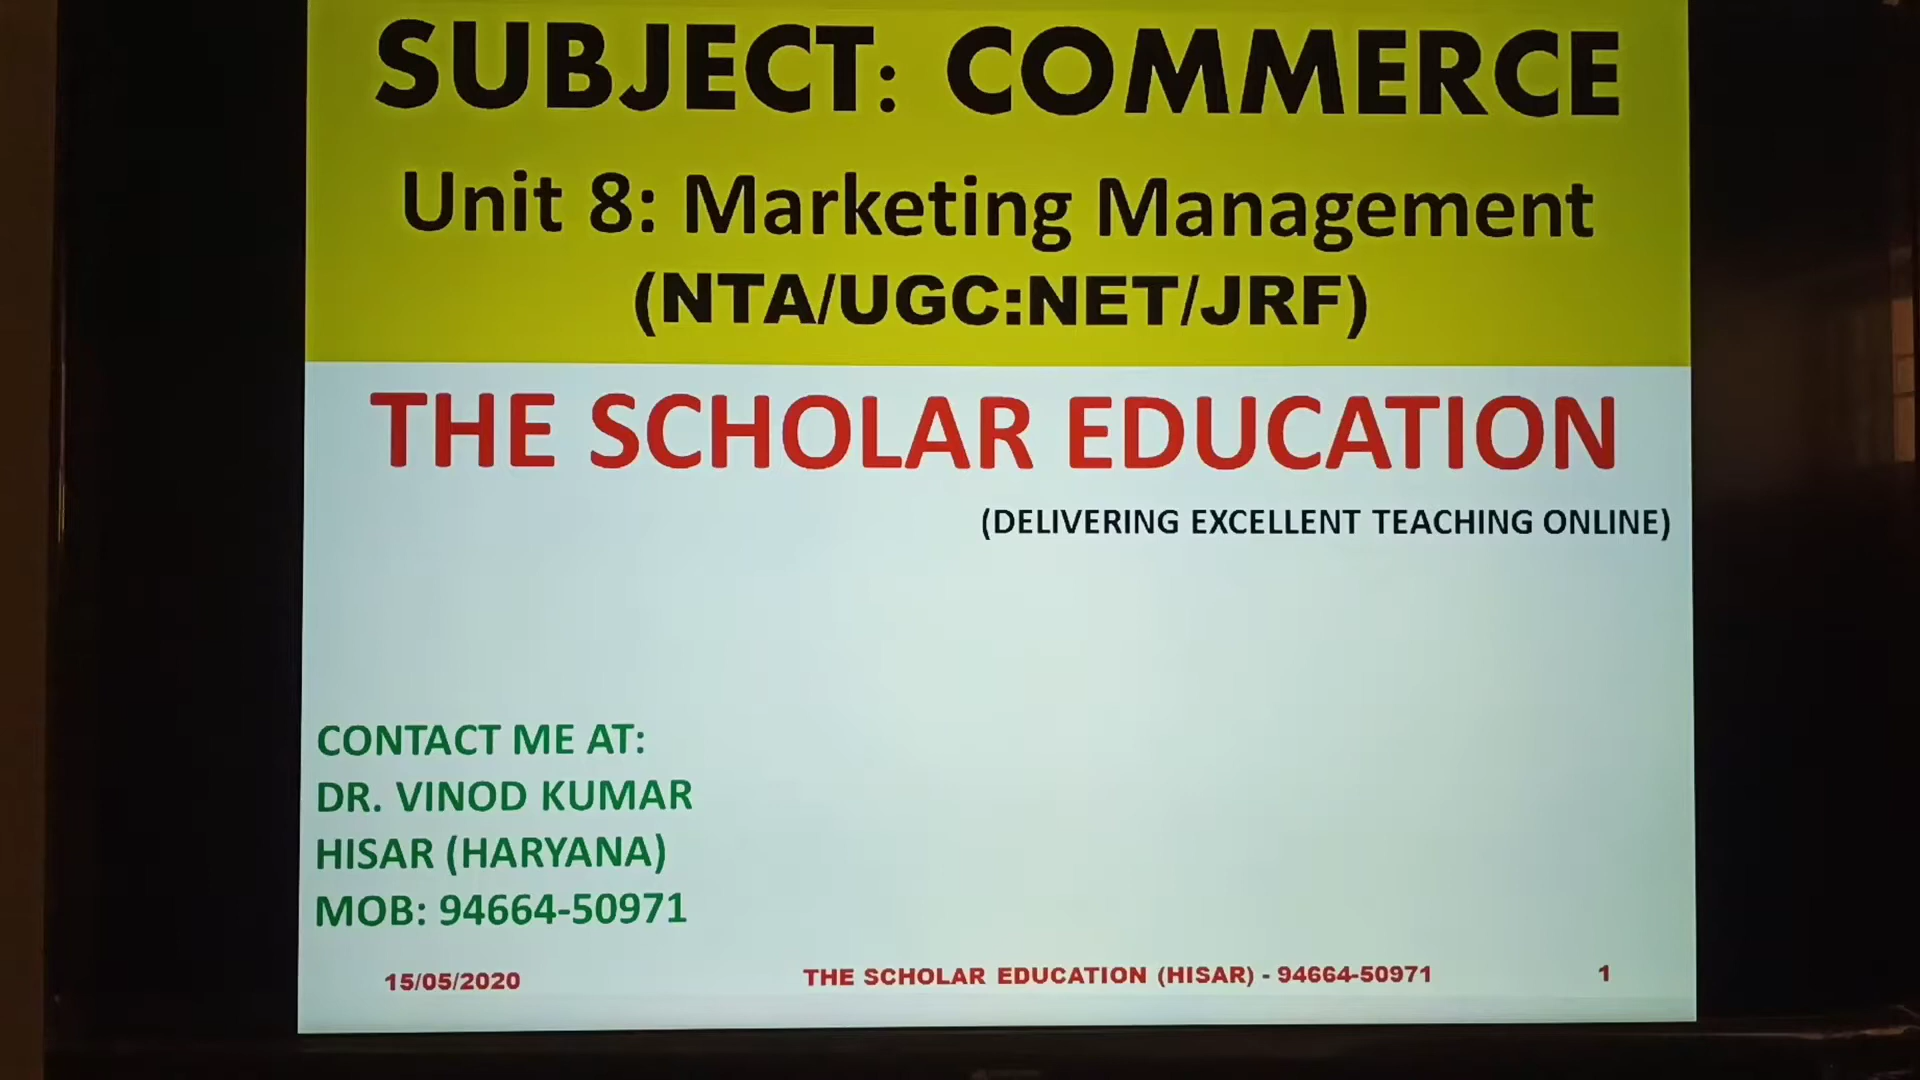 SUBJECT: COMMERCE
Unit 8: Marketing Management
(NTA/UGC:NET/JRF)
THE SCHOLAR EDUCATION
(DELIVERING EXCELLENT TEACHING ONLINE)
CONTACT ME AT:
DR. VINOD KUMAR
HISAR (HARYANA)
MOB: 94664-50971
15/05/2020 THE SCHOLAR EDUCATION (HISAR) - 94664-50971 1